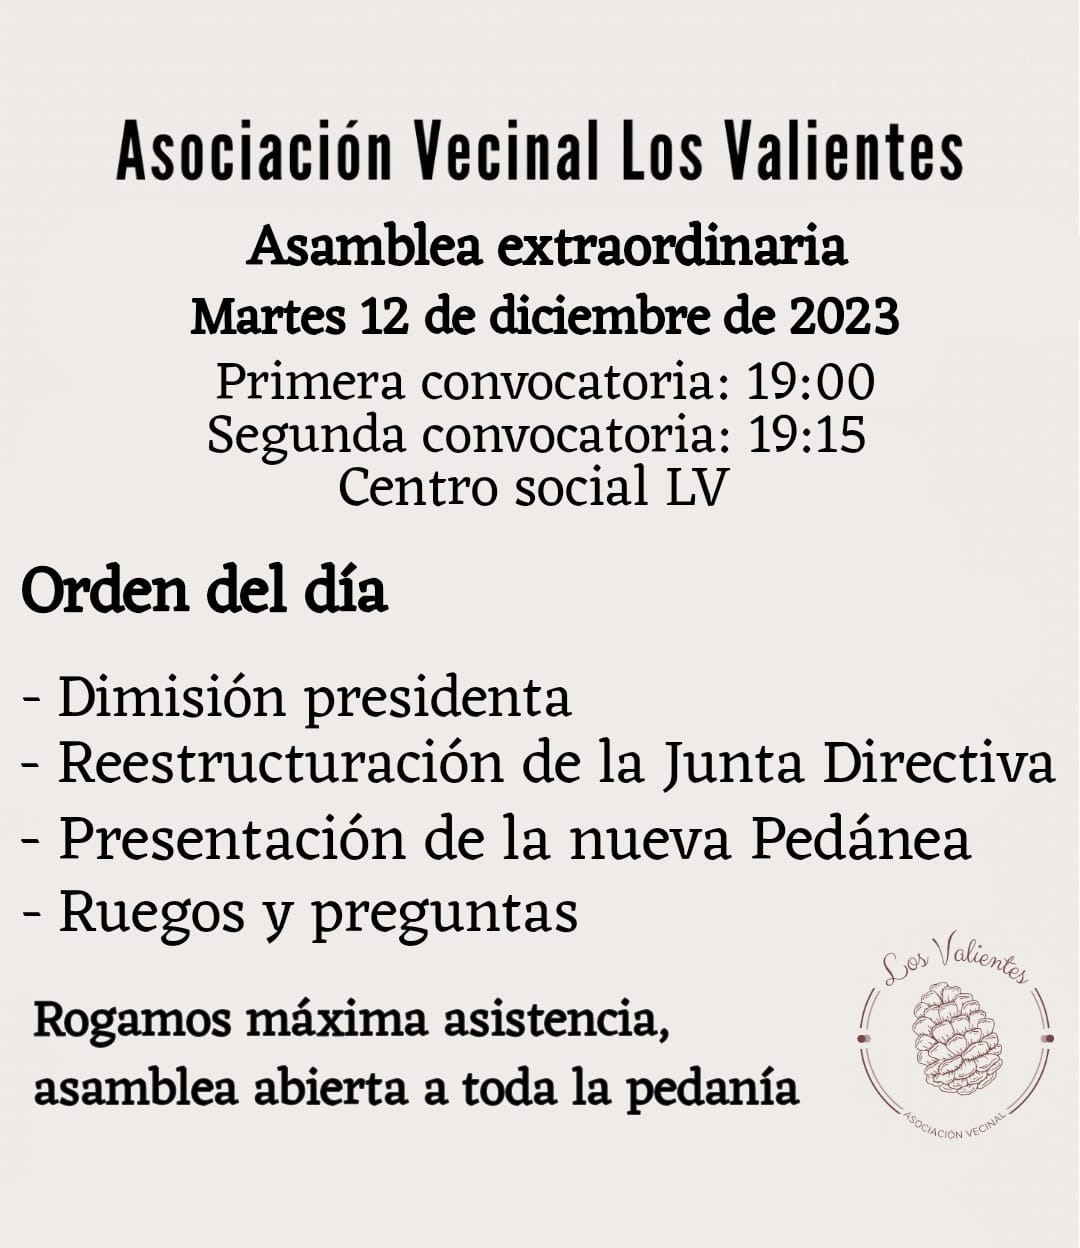 Asociación Vecinal Los Valientes
Asamblea extraordinaria
Martes 12 de diciembre de 2023
Primera convocatoria: 19:00
Segunda convocatoria: 19:15
Centro social LV
Orden del día
- Dimisión presidenta
- Reestructuración de la Junta Directiva
- Presentación de la nueva Pedánea
- Ruegos y preguntas
Rogamos máxima asistencia,
asamblea abierta a toda la pedanía
Los Valientes
ASOCIACIÓN VECINAL